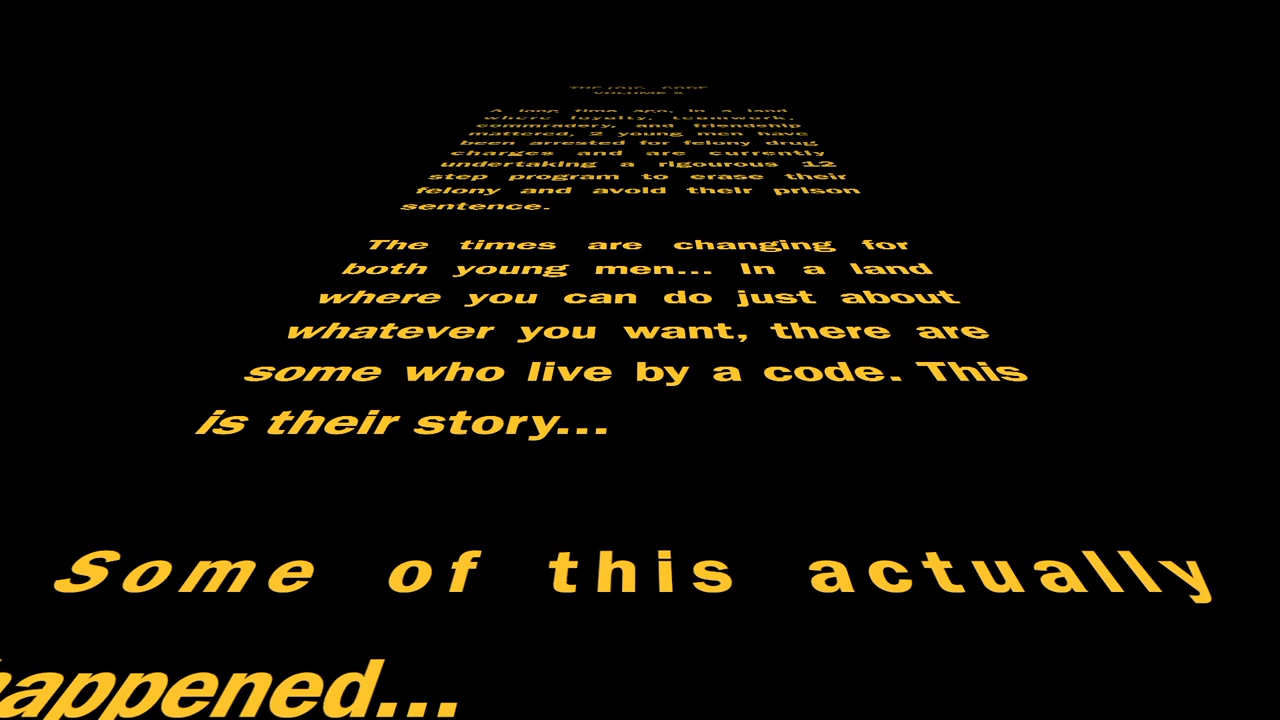 THE CODE
VOLUME
A long time ago, in a land
where loyalty, teamwork,
commradery, and friendship
mattered, 2 young men have
been arrested for felony drug
charges and are currently
undertaking a rigourous 12
step program to erase their
felony and avoid their prison
sentence.
The times are changing for
both young men... In a land
where you can do just about
whatever you want, there are
some who live by a code. This
is their story...
Some of this actually
happened...